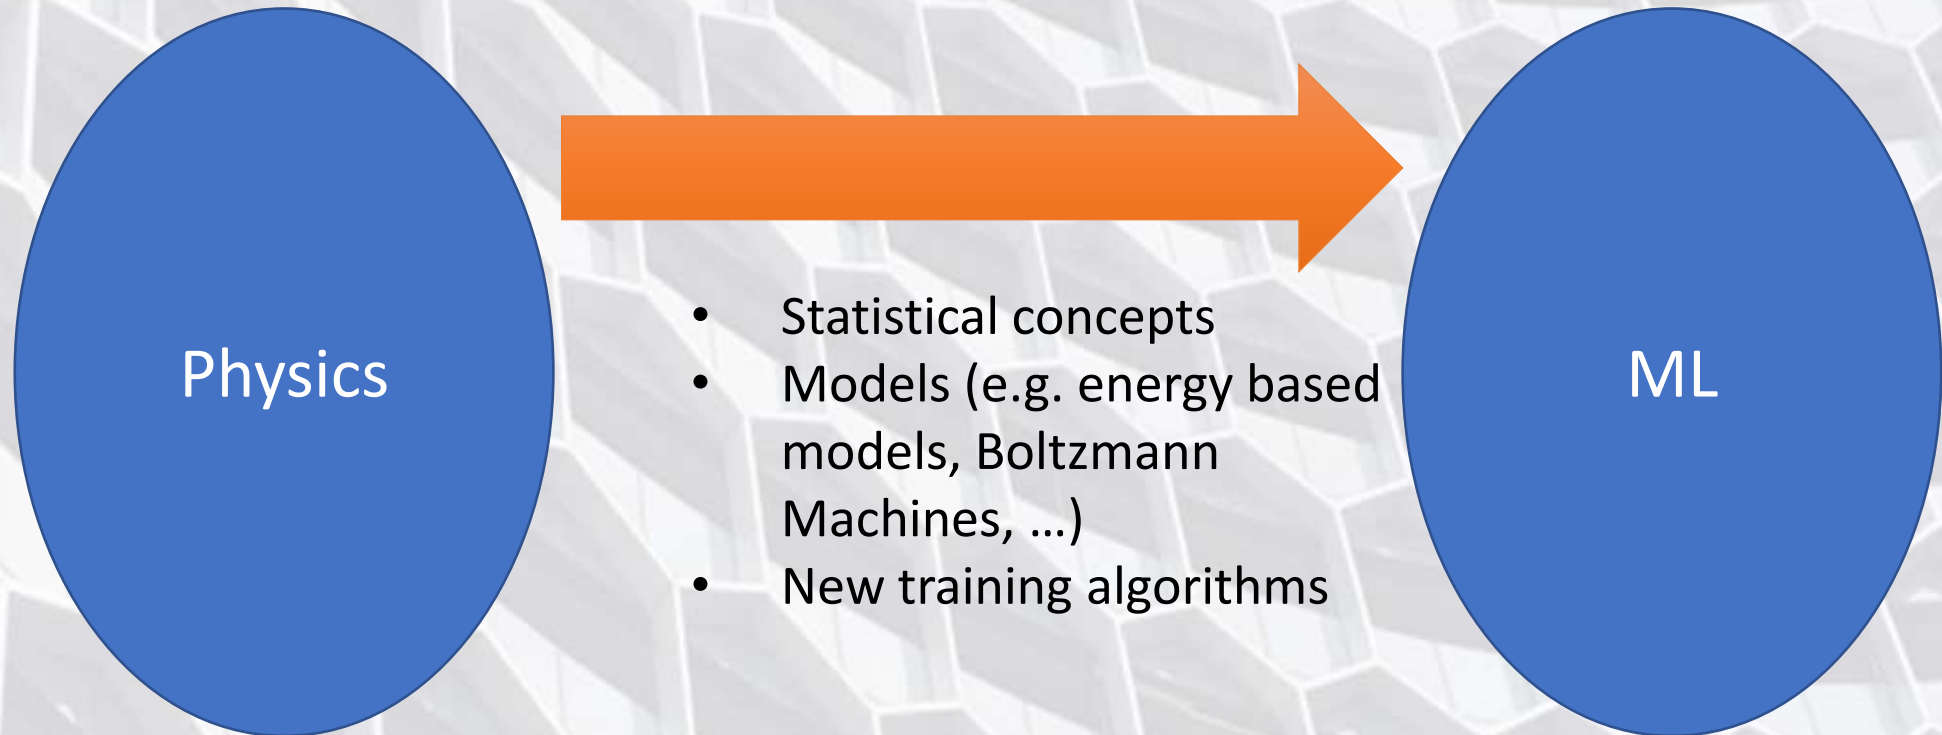 Physics
• Statistical concepts
• Models (e.g. energy based
models, Boltzmann
Machines, …)
• New training algorithms
ML